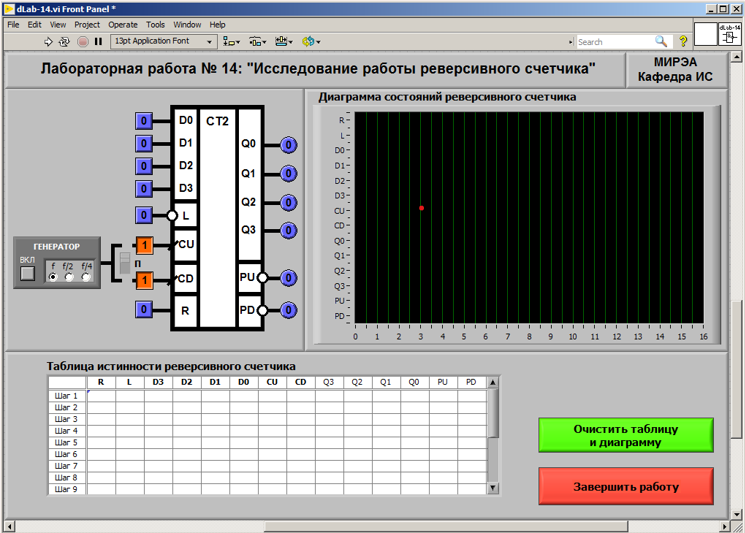 dLab-14.vi Front Panel *
File Edit View Project Operate Tools Window Help
13pt Application Font
Search
dLab-14
Лабораторная работа № 14: "Исследование работы реверсивного счетчика"
МИРЭА
Кафедра ИС
0 D0 CT2
0 D1 Q0 0
0 D2 Q1 0
0 D3 Q2 0
0 L Q3 0
ГЕНЕРАТОР
ВКЛ f f/2 f/4
П
1 CU
1 CD PU 0
0 R PD 0
Диаграмма состояний реверсивного счетчика
R
L
D0
D1
D2
D3
CU
CD
Q0
Q1
Q2
Q3
PU
PD
0 1 2 3 4 5 6 7 8 9 10 11 12 13 14 15 16
Таблица истинности реверсивного счетчика
R L D3 D2 D1 D0 CU CD Q3 Q2 Q1 Q0 PU PD
Шаг 1
Шаг 2
Шаг 3
Шаг 4
Шаг 5
Шаг 6
Шаг 7
Шаг 8
Шаг 9
Очистить таблицу
и диаграмму
Завершить работу